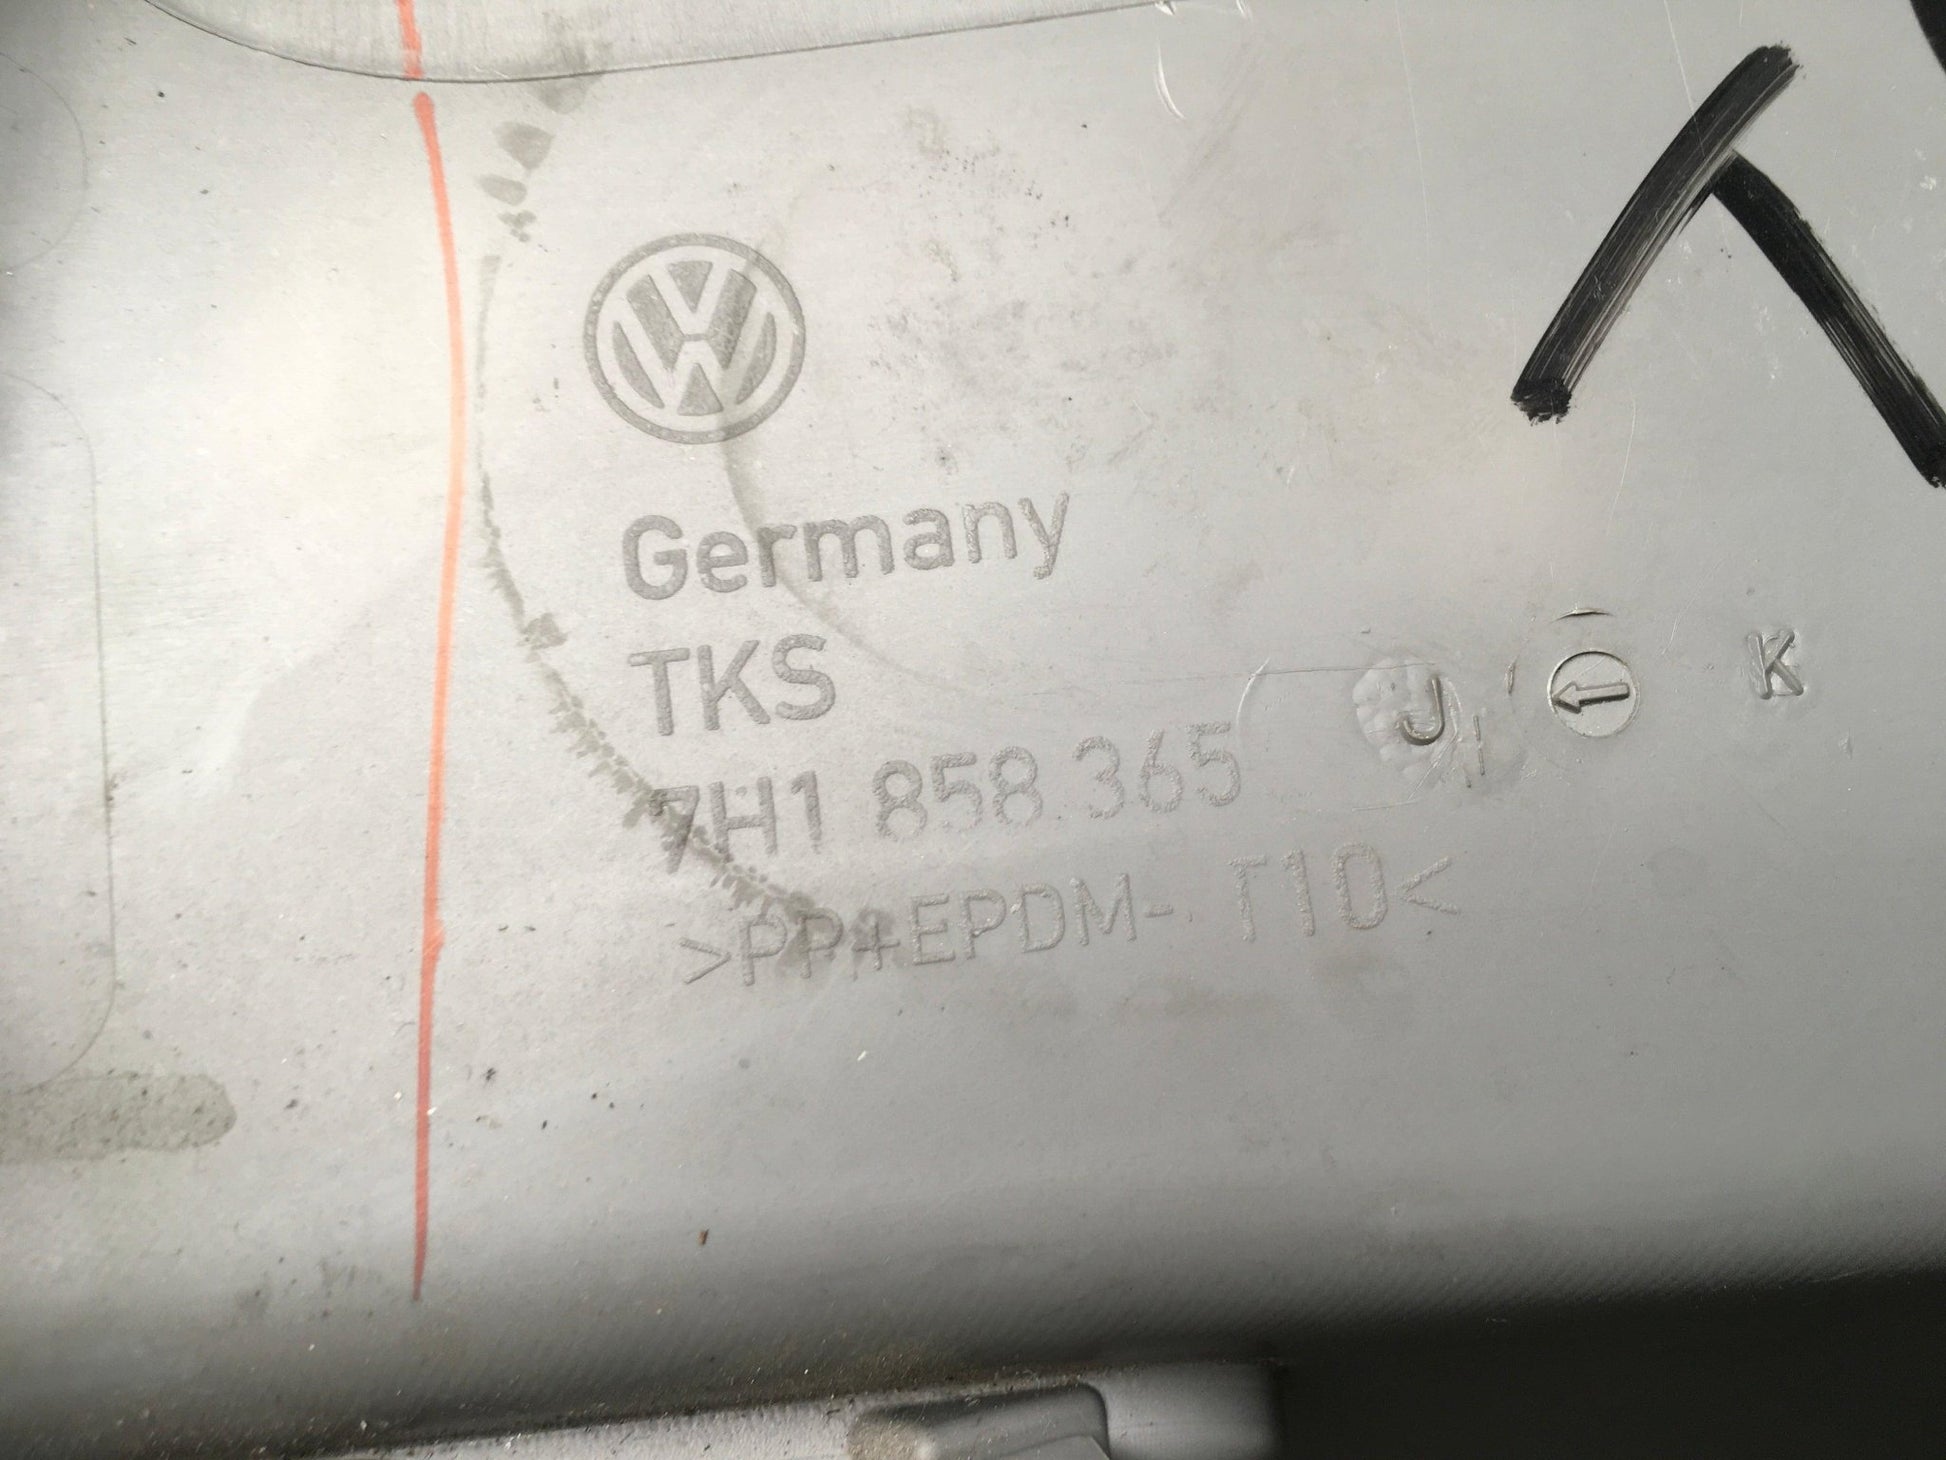 Germany
TKS
J K
7H1 858 365
>PP+EPDM- T10<